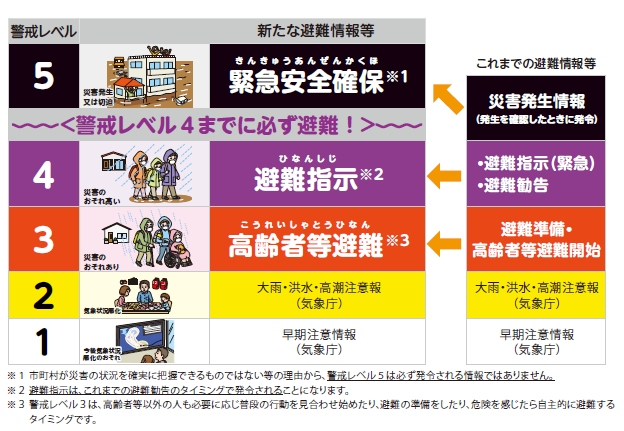 警戒レベル
新たな避難情報等
これまでの避難情報等
5
災害発生
又は切迫
きんきゅうあんぜんかくほ
緊急安全確保※1
災害発生情報
(発生を確認したときに発令)
〜〜〜<警戒レベル4までに必ず避難！>〜〜〜
4
災害の
おそれ高い
ひなんしじ
避難指示※2
・避難指示(緊急)
・避難勧告
3
災害の
おそれあり
こうれいしゃとうひなん
高齢者等避難※3
避難準備・
高齢者等避難開始
2
気象状況悪化
大雨・洪水・高潮注意報
(気象庁)
大雨・洪水・高潮注意報
(気象庁)
1
今後気象状況
悪化のおそれ
早期注意情報
(気象庁)
早期注意情報
(気象庁)
※1 市町村が災害の状況を確実に把握できるものではない等の理由から、警戒レベル5は必ず発令される情報ではありません。
※2 避難指示は、これまでの避難勧告のタイミングで発令されることになります。
※3 警戒レベル3は、高齢者等以外の人も必要に応じ普段の行動を見合わせ始めたり、避難の準備をしたり、危険を感じたら自主的に避難する
タイミングです。